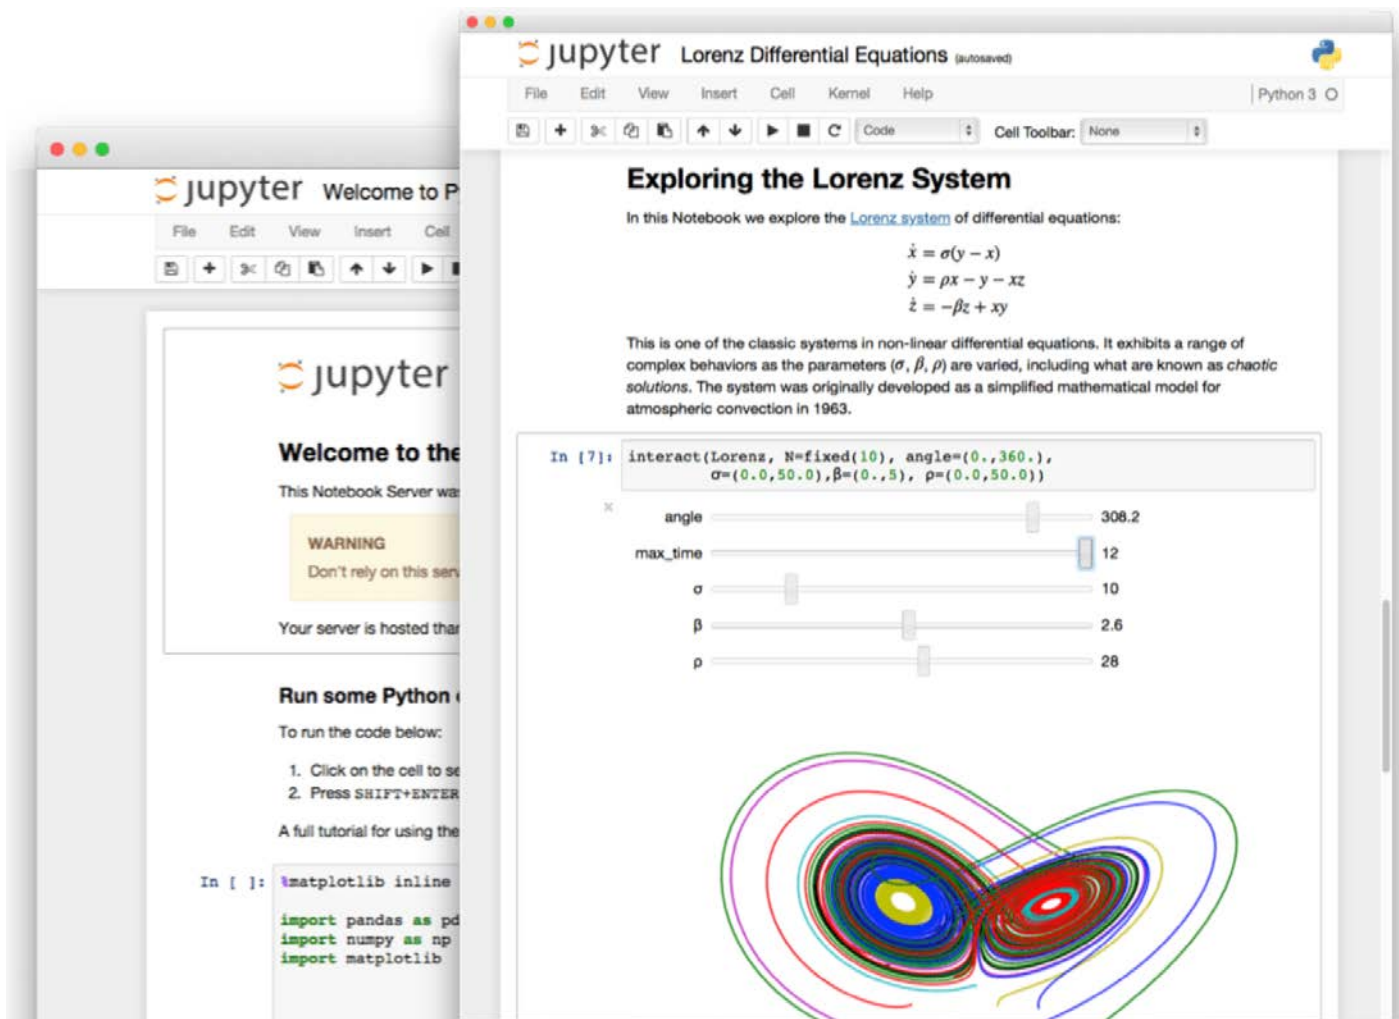 jupyter Lorenz Differential Equations (autosaved)
File Edit View Insert Cell Kernel Help Python 3
Code Cell Toolbar: None
Exploring the Lorenz System
In this Notebook we explore the Lorenz system of differential equations:
ẋ = σ(y − x)
ẏ = ρx − y − xz
ż = −βz + xy
This is one of the classic systems in non-linear differential equations. It exhibits a range of
complex behaviors as the parameters (σ, β, ρ) are varied, including what are known as chaotic
solutions. The system was originally developed as a simplified mathematical model for
atmospheric convection in 1963.
In [7]: interact(Lorenz, N=fixed(10), angle=(0.,360.),
σ=(0.0,50.0),β=(0.,5), ρ=(0.0,50.0))
angle 308.2
max_time 12
σ 10
β 2.6
ρ 28
jupyter Welcome to P
File Edit View Insert Cell
jupyter
Welcome to the
This Notebook Server was
WARNING
Don't rely on this serv
Your server is hosted than
Run some Python
To run the code below:
1. Click on the cell to se
2. Press SHIFT+ENTER
A full tutorial for using the
In [ ]: %matplotlib inline
import pandas as pd
import numpy as np
import matplotlib